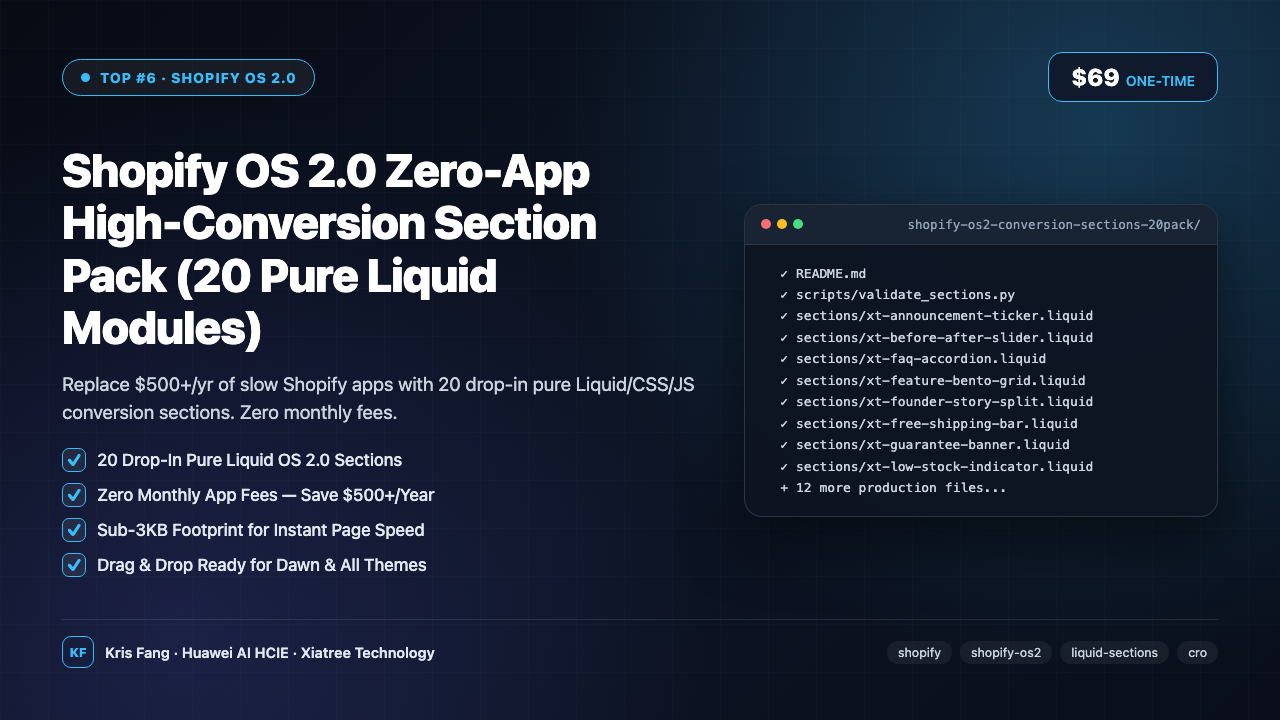 TOP #6 · SHOPIFY OS 2.0
$69 ONE-TIME
Shopify OS 2.0 Zero-App
High-Conversion Section
Pack (20 Pure Liquid
Modules)
Replace $500+/yr of slow Shopify apps with 20 drop-in pure Liquid/CSS/JS
conversion sections. Zero monthly fees.
✓ 20 Drop-In Pure Liquid OS 2.0 Sections
✓ Zero Monthly App Fees — Save $500+/Year
✓ Sub-3KB Footprint for Instant Page Speed
✓ Drag & Drop Ready for Dawn & All Themes
shopify-os2-conversion-sections-20pack/
✓ README.md
✓ scripts/validate_sections.py
✓ sections/xt-announcement-ticker.liquid
✓ sections/xt-before-after-slider.liquid
✓ sections/xt-faq-accordion.liquid
✓ sections/xt-feature-bento-grid.liquid
✓ sections/xt-founder-story-split.liquid
✓ sections/xt-free-shipping-bar.liquid
✓ sections/xt-guarantee-banner.liquid
✓ sections/xt-low-stock-indicator.liquid
+ 12 more production files...
KF Kris Fang · Huawei AI HCIE · Xiatree Technology
shopify shopify-os2 liquid-sections cro